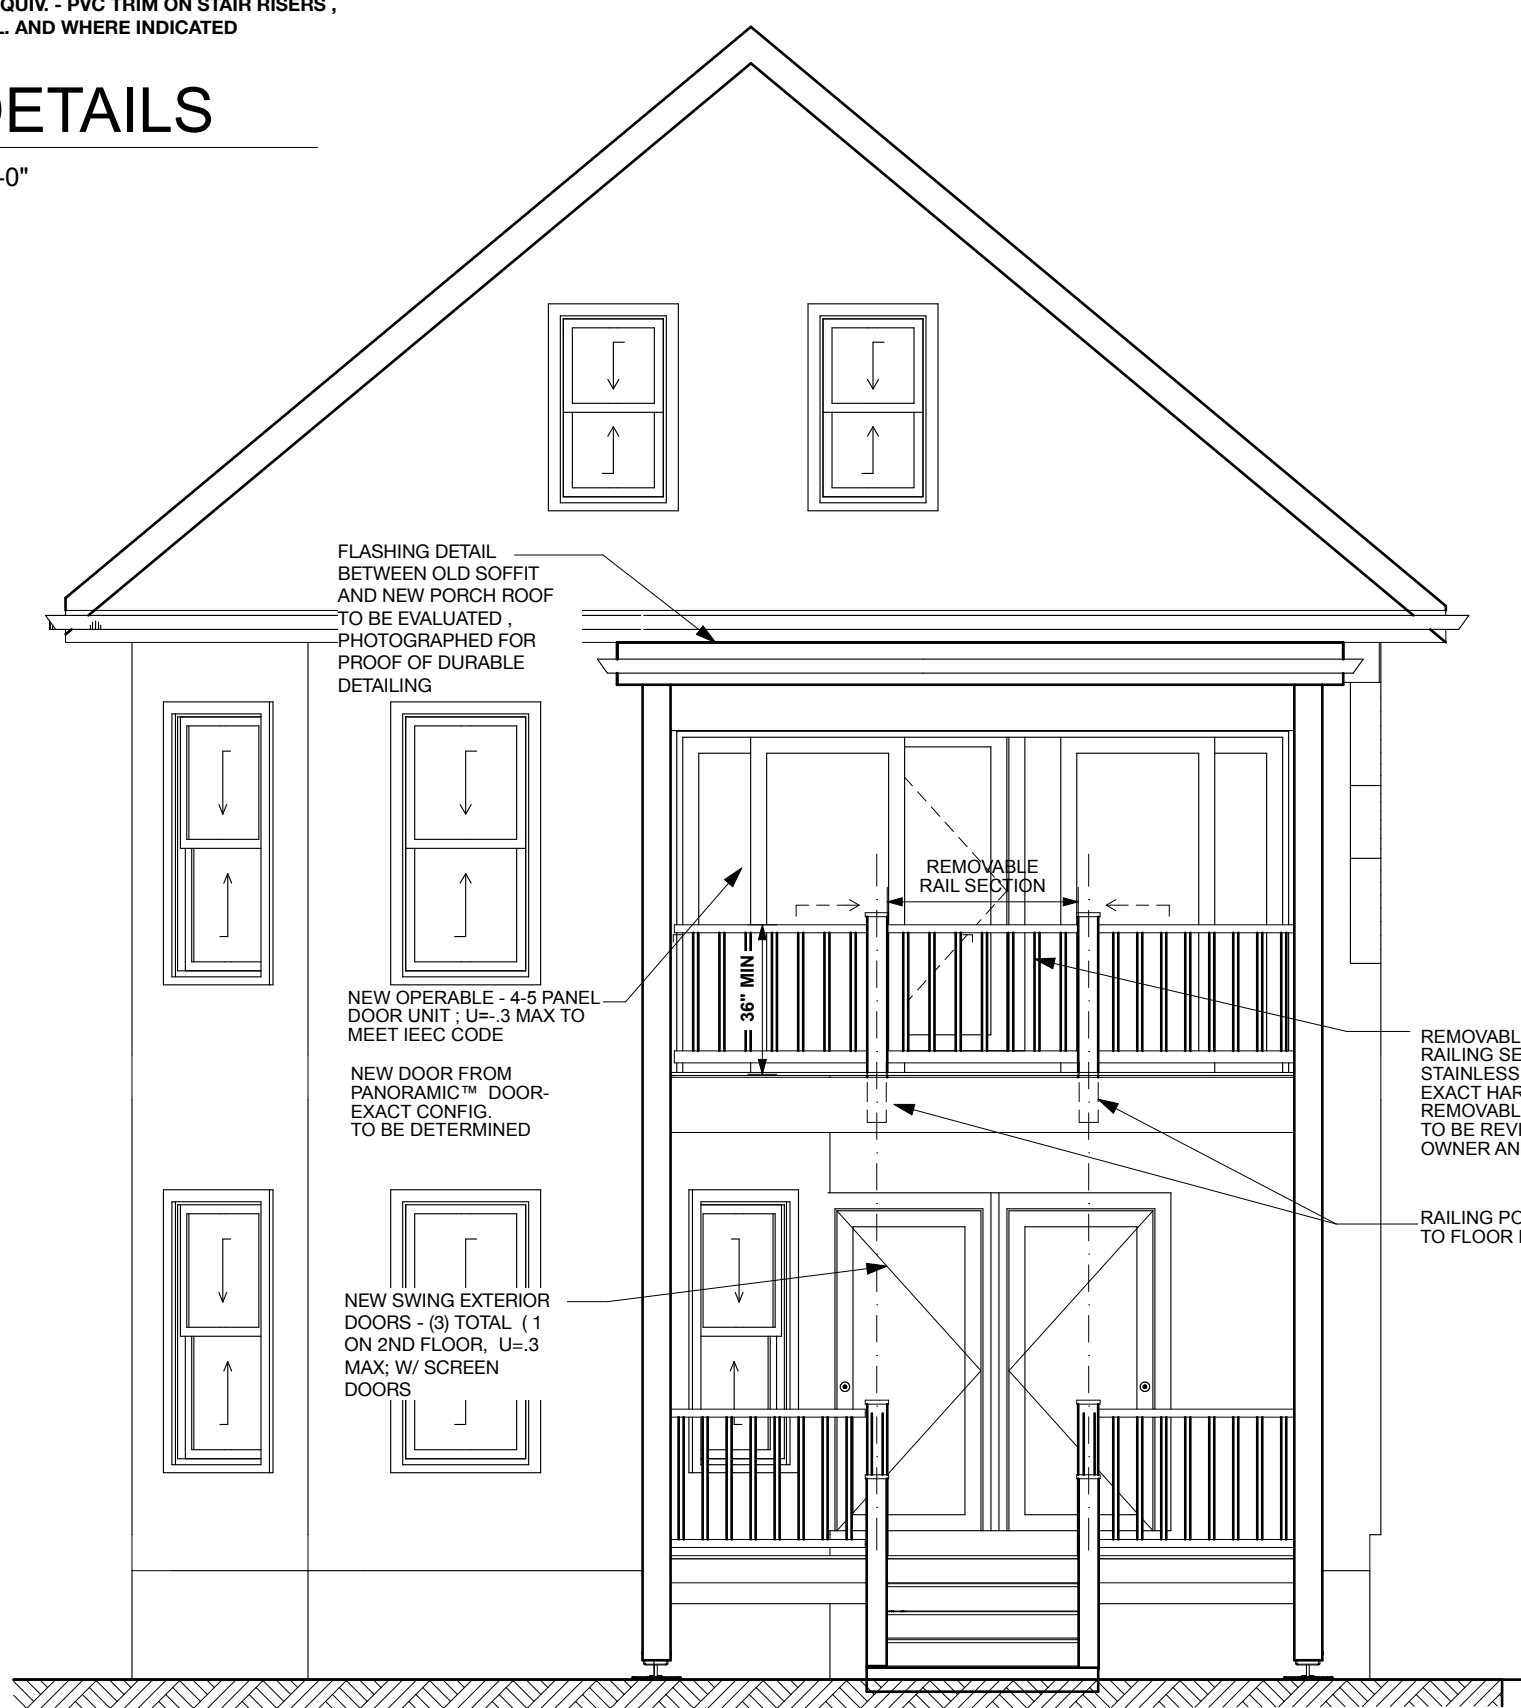 QUIV. - PVC TRIM ON STAIR RISERS ,
L. AND WHERE INDICATED
DETAILS
-0"
FLASHING DETAIL
BETWEEN OLD SOFFIT
AND NEW PORCH ROOF
TO BE EVALUATED ,
PHOTOGRAPHED FOR
PROOF OF DURABLE
DETAILING
REMOVABLE
RAIL SECTION
36" MIN
NEW OPERABLE - 4-5 PANEL
DOOR UNIT ; U=-.3 MAX TO
MEET IEEC CODE
NEW DOOR FROM
PANORAMIC™ DOOR-
EXACT CONFIG.
TO BE DETERMINED
REMOVABL
RAILING SE
STAINLESS
EXACT HAR
REMOVABL
TO BE REV
OWNER AN
RAILING PO
TO FLOOR
NEW SWING EXTERIOR
DOORS - (3) TOTAL ( 1
ON 2ND FLOOR, U=.3
MAX; W/ SCREEN
DOORS